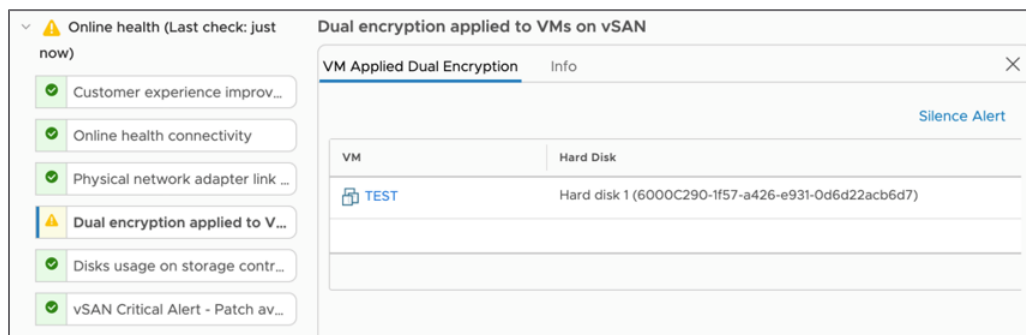 Online health (Last check: just
now)
Customer experience improv...
Online health connectivity
Physical network adapter link ...
Dual encryption applied to V...
Disks usage on storage contr...
vSAN Critical Alert - Patch av...
Dual encryption applied to VMs on vSAN
VM Applied Dual Encryption Info
Silence Alert
VM Hard Disk
TEST Hard disk 1 (6000C290-1f57-a426-e931-0d6d22acb6d7)